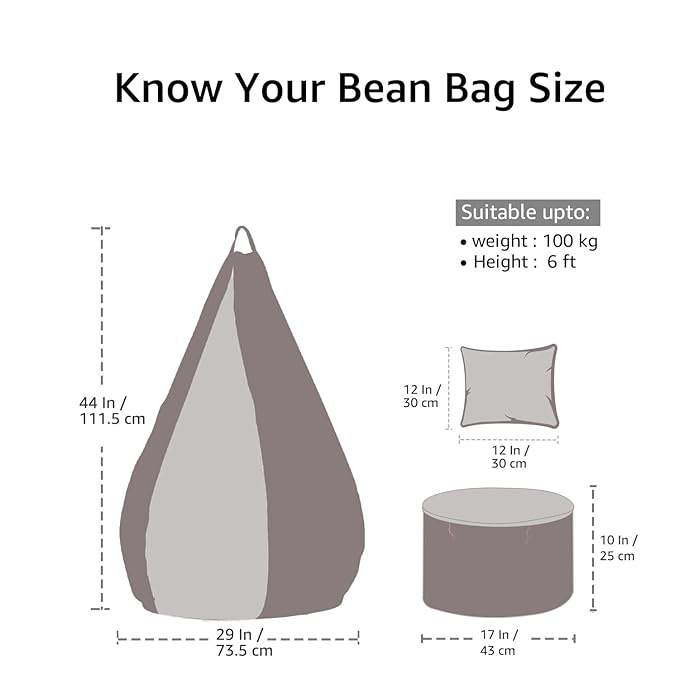 Know Your Bean Bag Size
Suitable upto:
• weight : 100 kg
• Height : 6 ft
44 In /
111.5 cm
29 In /
73.5 cm
12 In /
30 cm
12 In /
30 cm
10 In /
25 cm
17 In /
43 cm